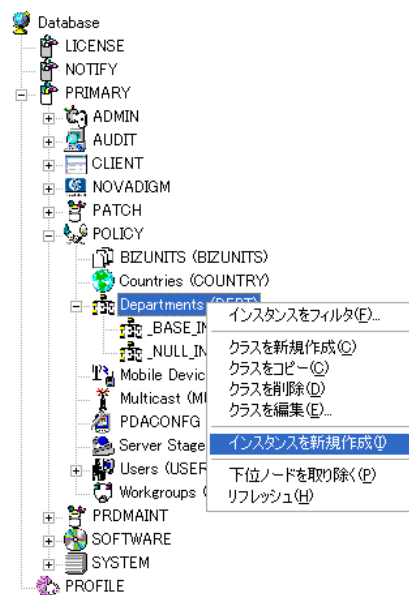 Database
LICENSE
NOTIFY
PRIMARY
ADMIN
AUDIT
CLIENT
NOVADIGM
PATCH
POLICY
BIZUNITS (BIZUNITS)
Countries (COUNTRY)
Departments (DEPT)
インスタンスをフィルタ(F)...
_BASE_IN
_NULL_IN
クラスを新規作成(C)
クラスをコピー(C)
クラスを削除(D)
クラスを編集(E)...
Mobile Devic
Multicast (MU
PDACONFG
Server Stage
インスタンスを新規作成(I)
Users (USER
下位ノードを取り除く(P)
Workgroups (
リフレッシュ(H)
PRDMAINT
SOFTWARE
SYSTEM
PROFILE